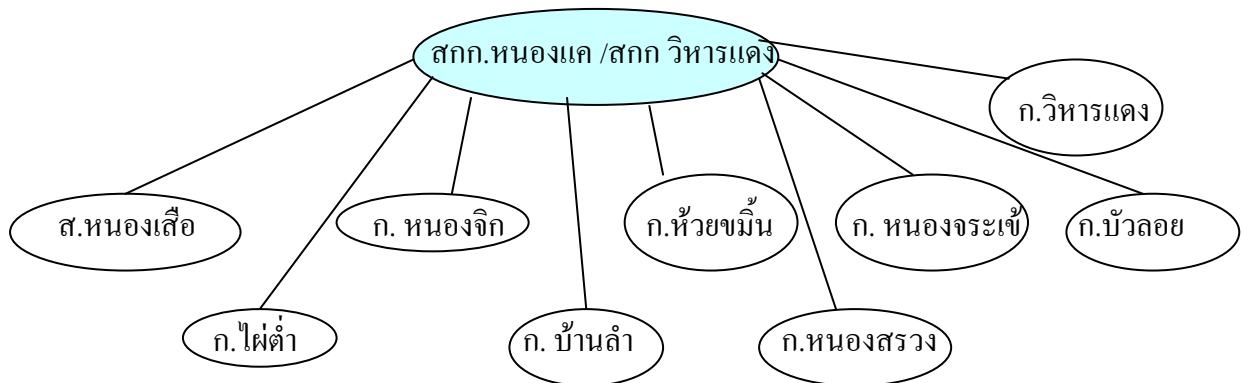 สกก.หนองแค /สกก วิหารแดง
ก.วิหารแดง
ส.หนองเสือ
ก. หนองจิก
ก.ห้วยขมิ้น
ก. หนองจระเข้
ก.บัวลอย
ก.ไผ่ต่ำ
ก. บ้านลำ
ก.หนองสรวง